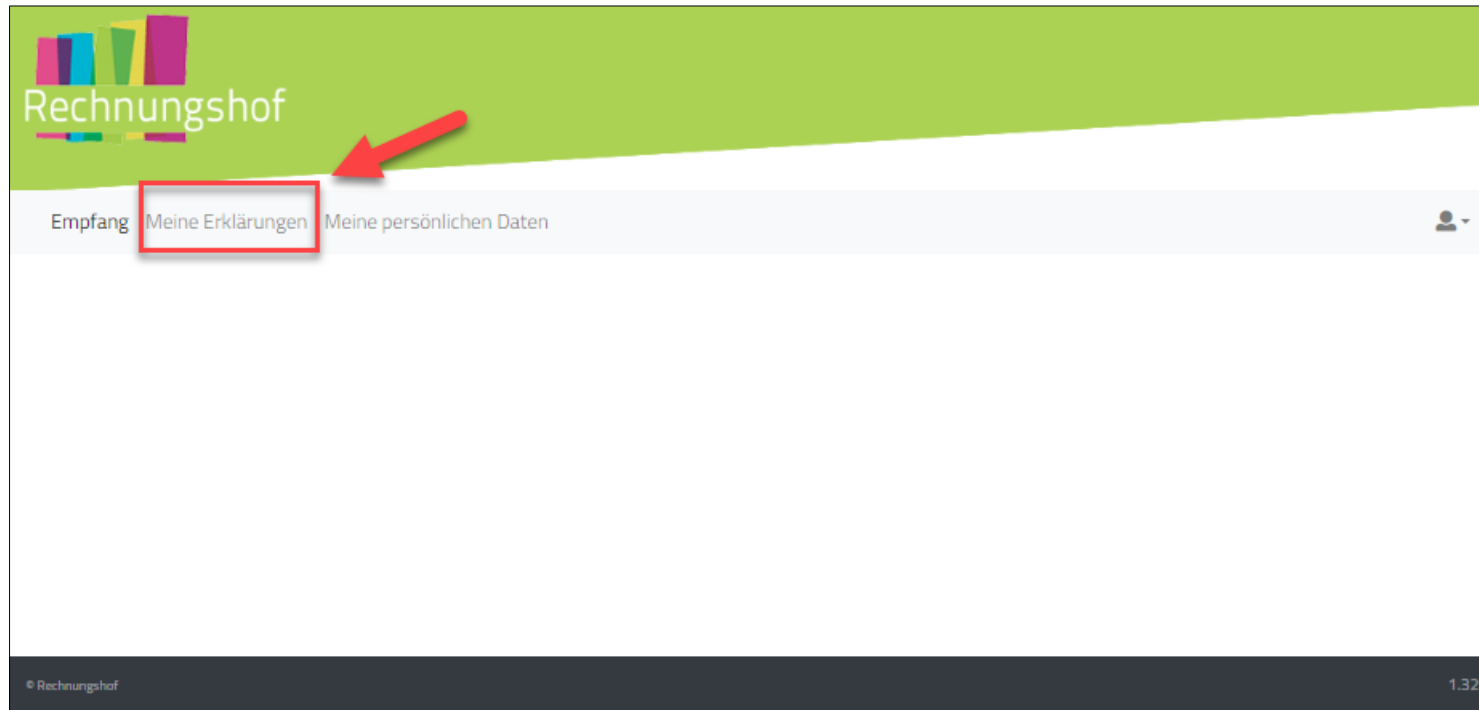 Rechnungshof
Empfang Meine Erklärungen Meine persönlichen Daten
© Rechnungshof 1.32